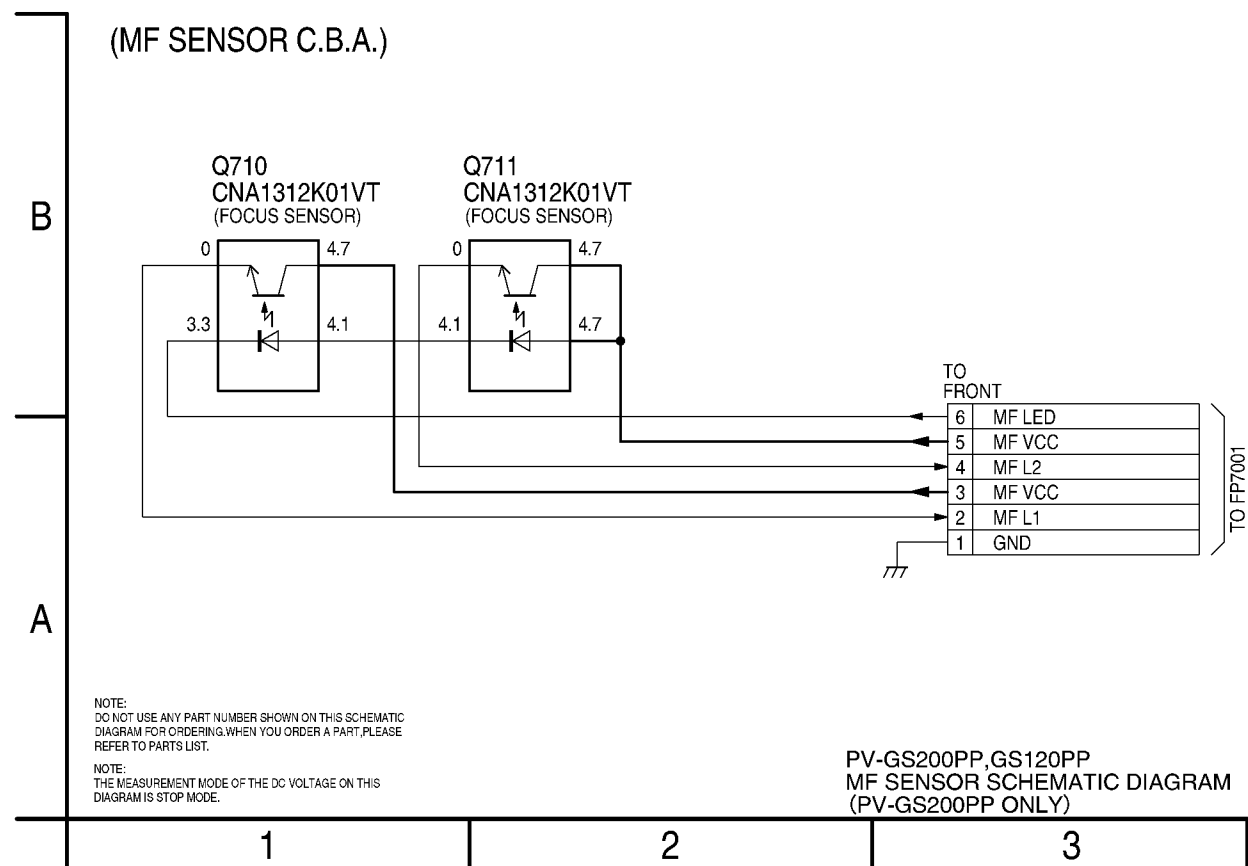 (MF SENSOR C.B.A.)
Q710
CNA1312K01VT
(FOCUS SENSOR)
Q711
CNA1312K01VT
(FOCUS SENSOR)
B
0
4.7
0
4.7
3.3
4.1
4.1
4.7
TO
FRONT
6 MF LED
5 MF VCC
4 MF L2
3 MF VCC
2 MF L1
1 GND
TO FP7001
A
NOTE:
DO NOT USE ANY PART NUMBER SHOWN ON THIS SCHEMATIC
DIAGRAM FOR ORDERING.WHEN YOU ORDER A PART,PLEASE
REFER TO PARTS LIST.
NOTE:
THE MEASUREMENT MODE OF THE DC VOLTAGE ON THIS
DIAGRAM IS STOP MODE.
PV-GS200PP,GS120PP
MF SENSOR SCHEMATIC DIAGRAM
(PV-GS200PP ONLY)
1
2
3